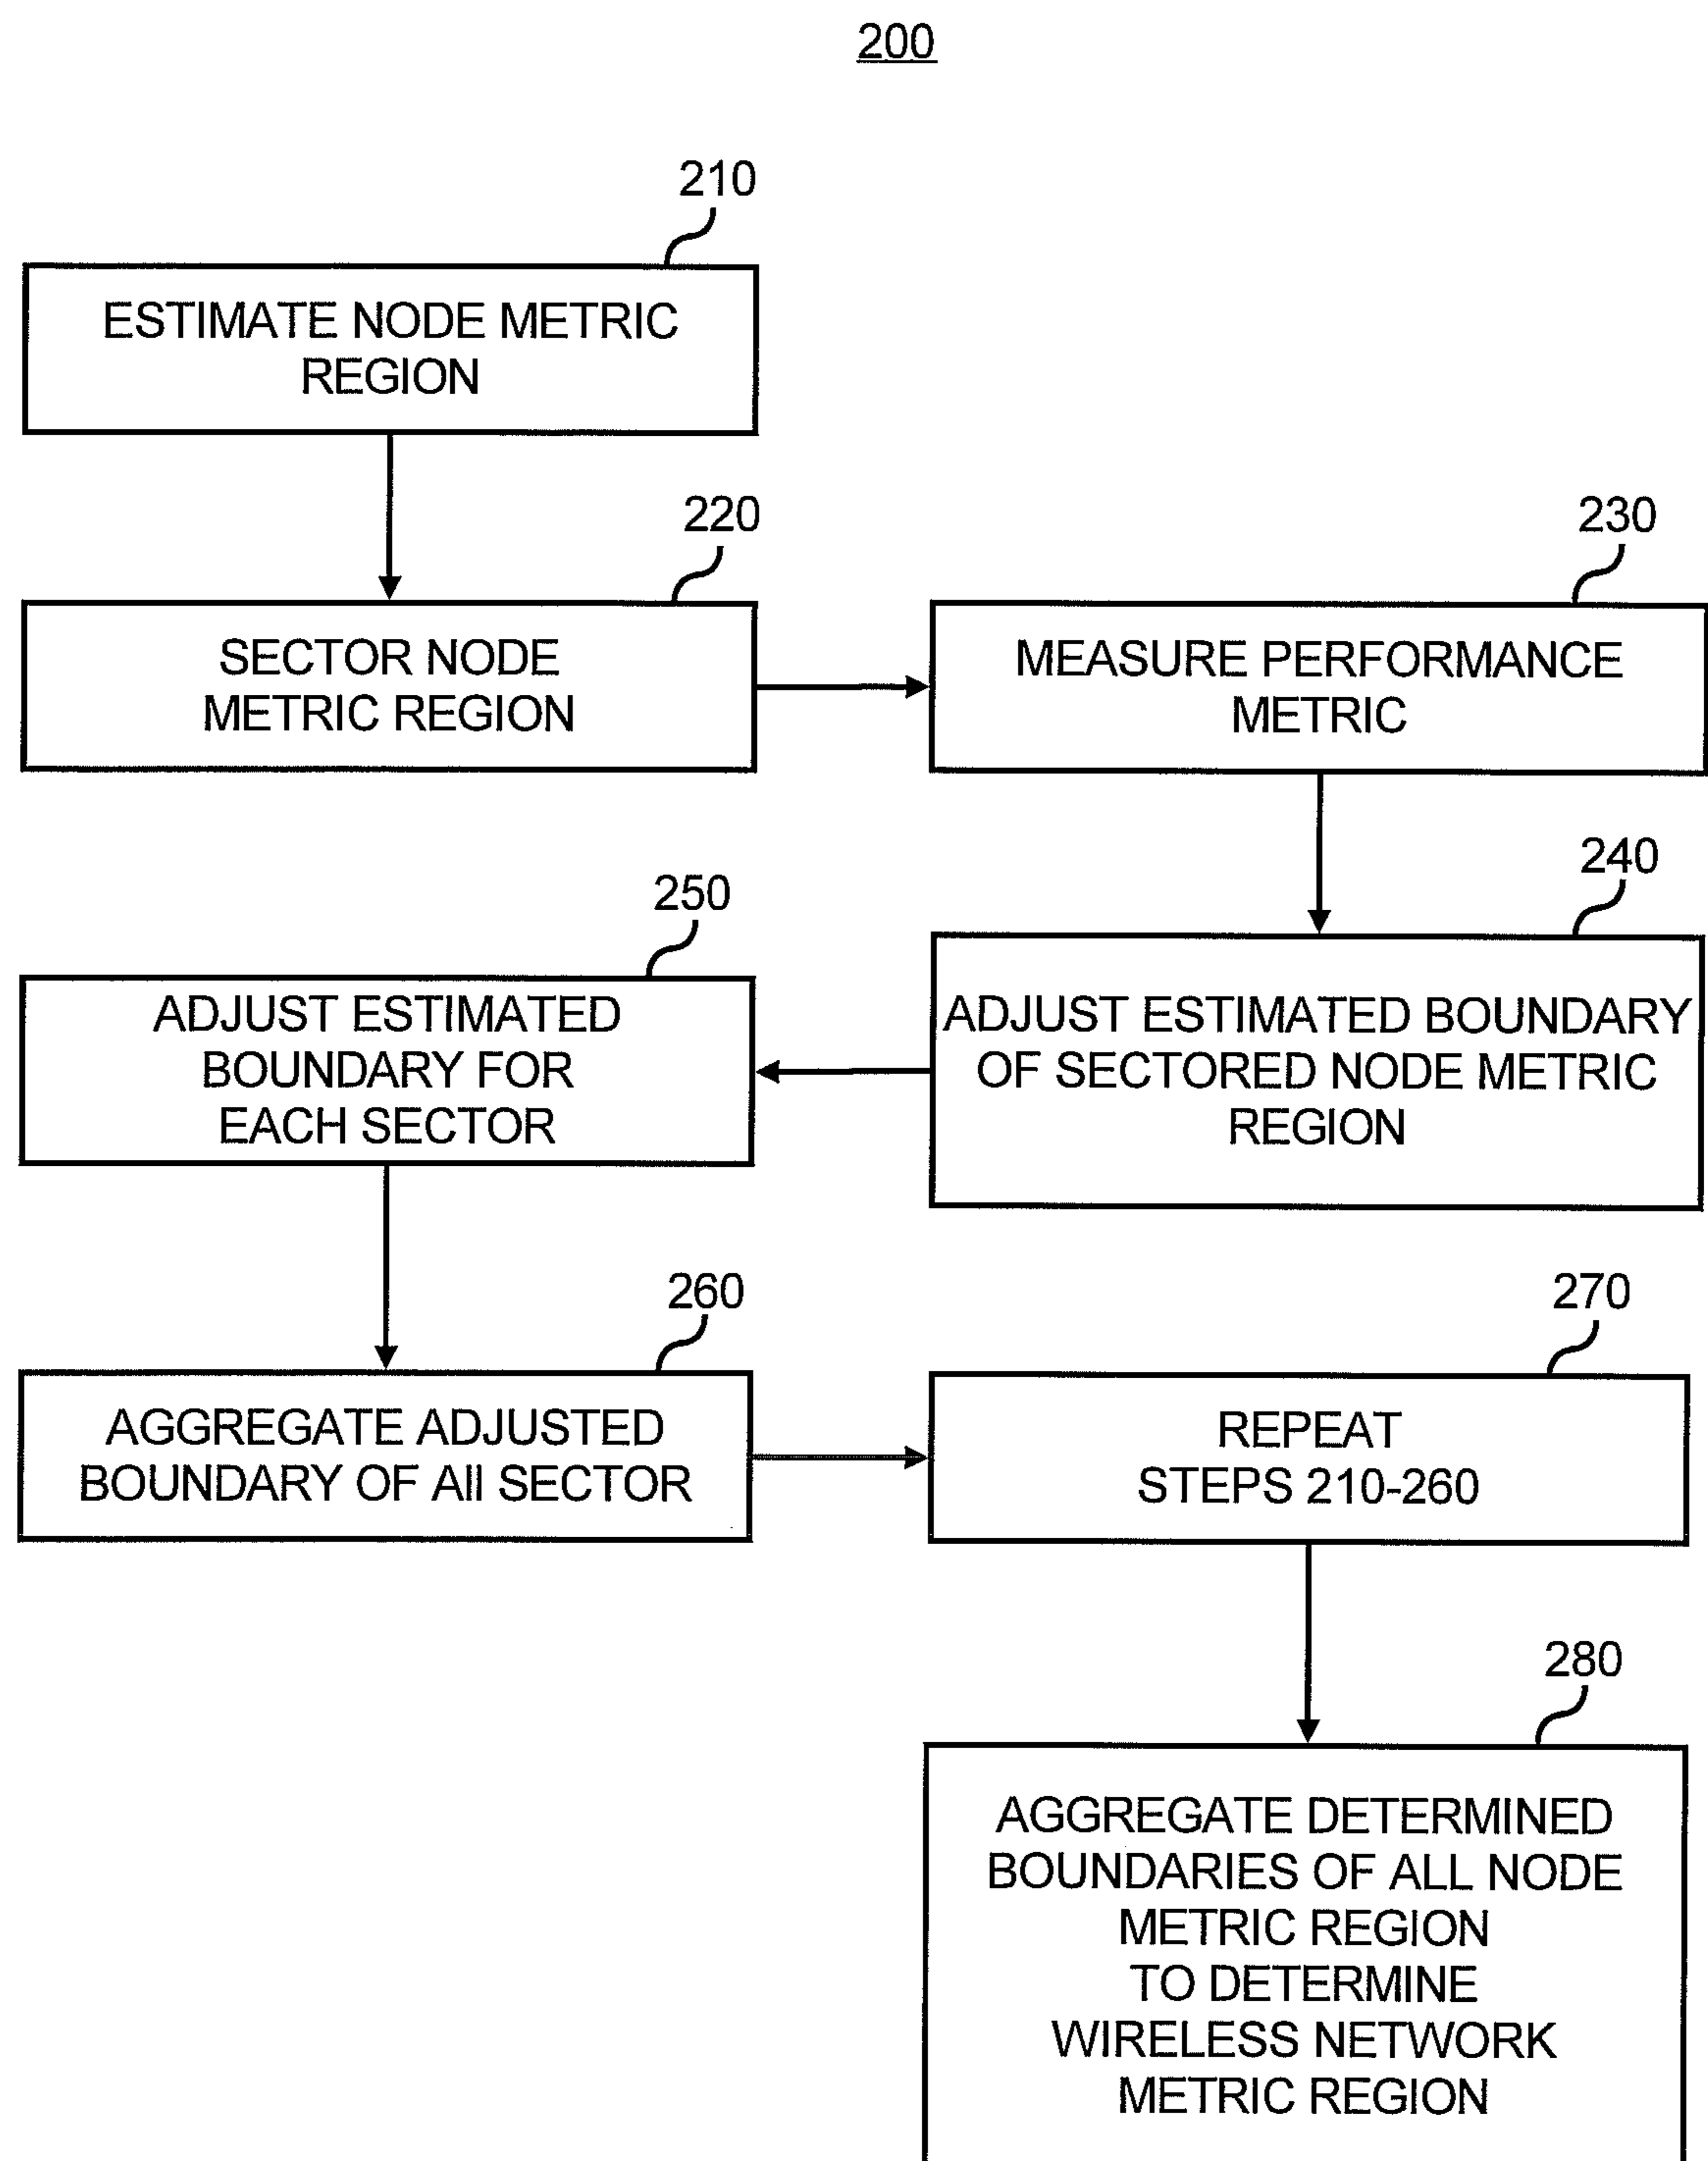 200
210
ESTIMATE NODE METRIC
REGION
220
SECTOR NODE
METRIC REGION
230
MEASURE PERFORMANCE
METRIC
240
ADJUST ESTIMATED BOUNDARY
OF SECTORED NODE METRIC
REGION
250
ADJUST ESTIMATED
BOUNDARY FOR
EACH SECTOR
260
AGGREGATE ADJUSTED
BOUNDARY OF All SECTOR
270
REPEAT
STEPS 210-260
280
AGGREGATE DETERMINED
BOUNDARIES OF ALL NODE
METRIC REGION
TO DETERMINE
WIRELESS NETWORK
METRIC REGION